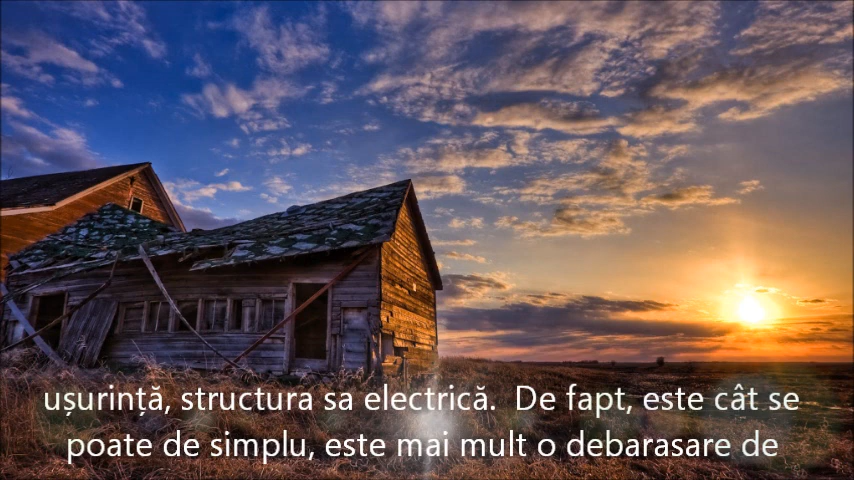 ușurință, structura sa electrică.  De fapt, este cât se
poate de simplu, este mai mult o debarasare de